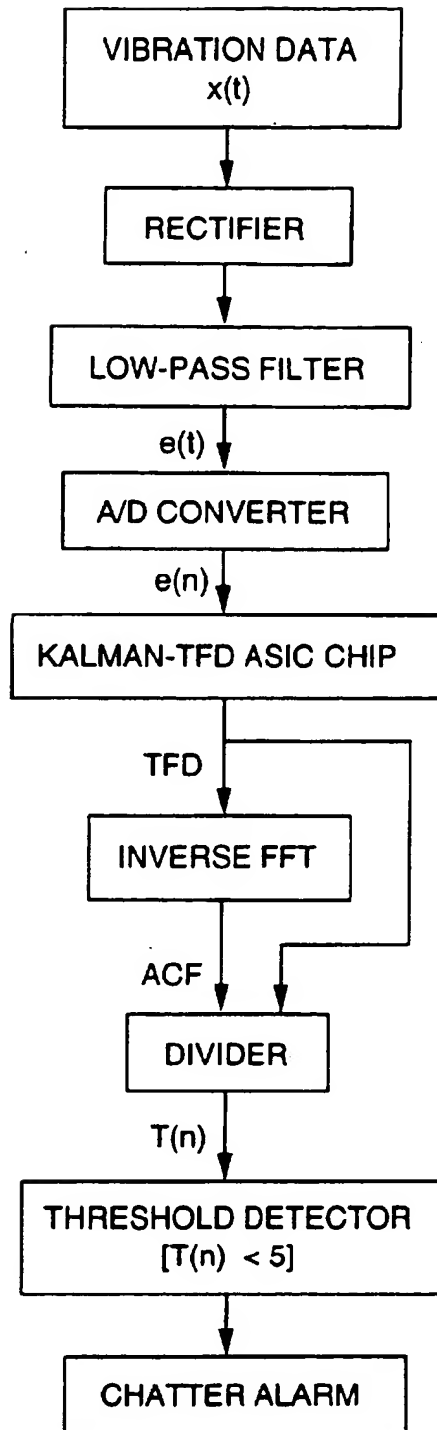 VIBRATION DATA
x(t)
RECTIFIER
LOW-PASS FILTER
e(t)
A/D CONVERTER
e(n)
KALMAN-TFD ASIC CHIP
TFD
INVERSE FFT
ACF
DIVIDER
T(n)
THRESHOLD DETECTOR
[T(n) < 5]
CHATTER ALARM